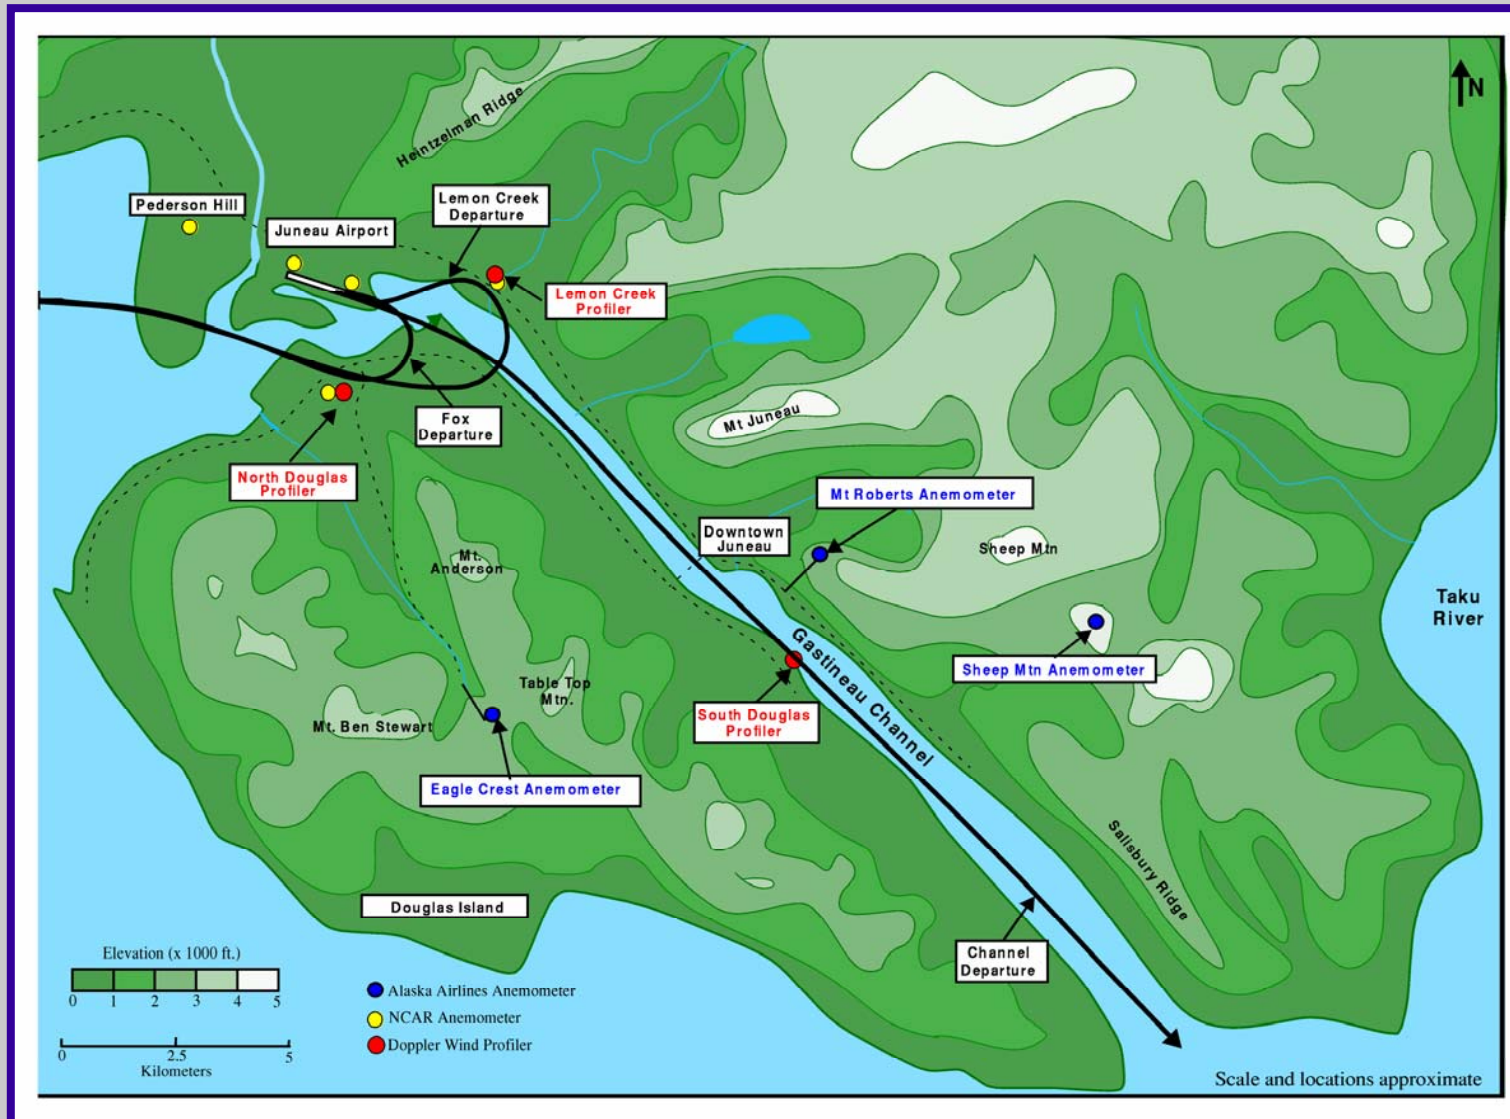 N
Heintzelman Ridge
Pederson Hill
Lemon Creek
Departure
Juneau Airport
Lemon Creek
Profiler
Mt Juneau
Fox
Departure
North Douglas
Profiler
Mt Roberts Anemometer
Downtown
Juneau
Sheep Mtn
Mt.
Anderson
Taku
River
Gastineau Channel
Sheep Mtn Anemometer
Table Top
Mtn.
South Douglas
Profiler
Mt. Ben Stewart
Eagle Crest Anemometer
Salisbury Ridge
Douglas Island
Channel
Departure
Elevation (x 1000 ft.)
0 1 2 3 4 5
Alaska Airlines Anemometer
NCAR Anemometer
Doppler Wind Profiler
0 2.5 5
Kilometers
Scale and locations approximate